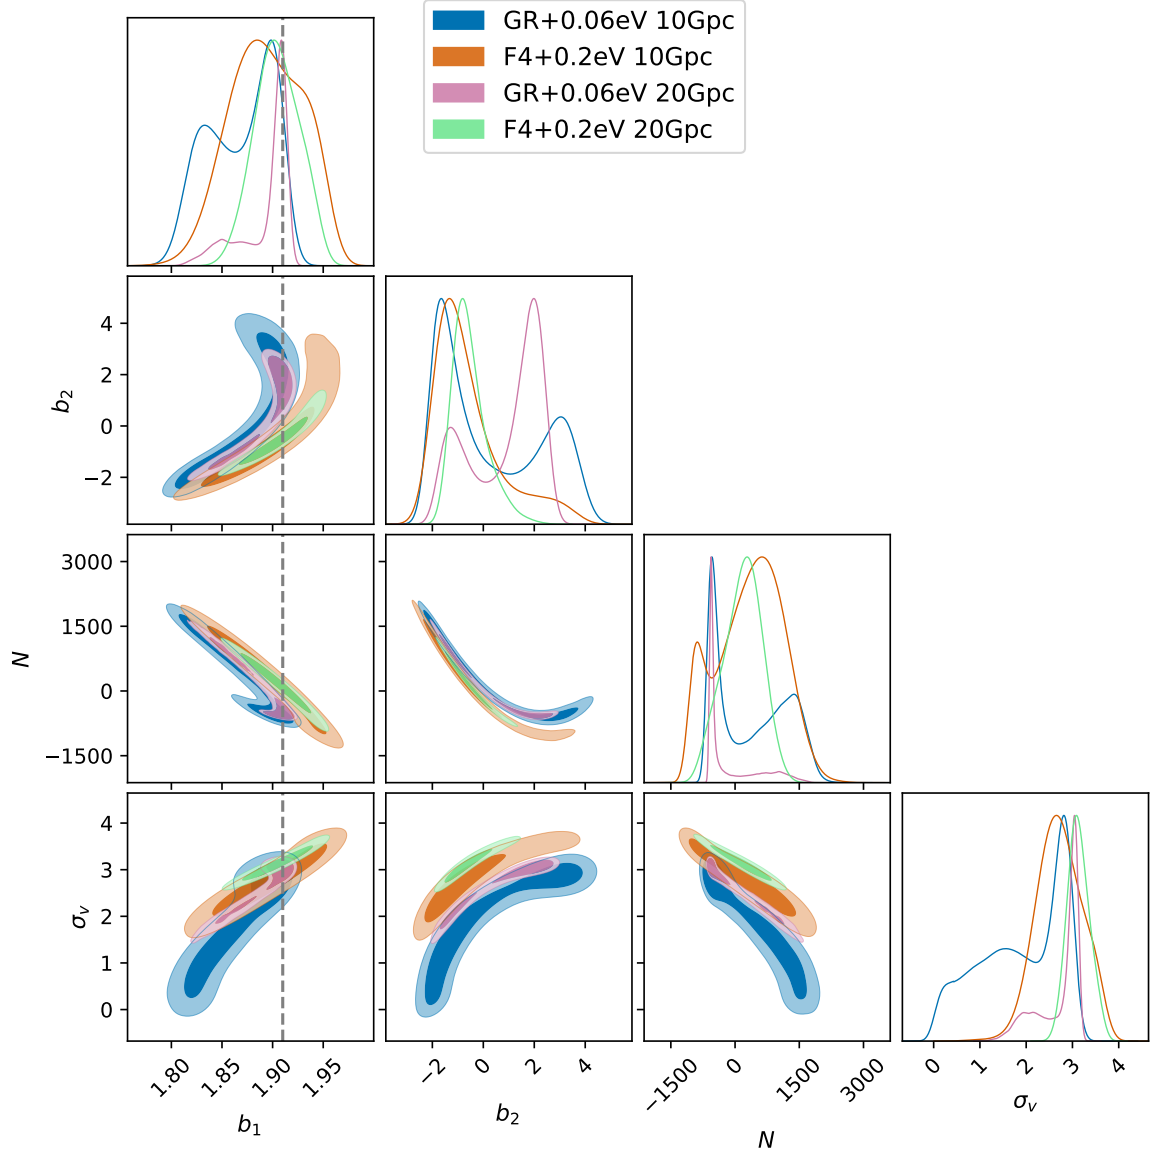 GR+0.06eV 10Gpc
F4+0.2eV 10Gpc
GR+0.06eV 20Gpc
F4+0.2eV 20Gpc
b₂
4
2
0
−2
N
3000
1500
0
−1500
σᵥ
4
3
2
1
0
1.80 1.85 1.90 1.95
−2 0 2 4
−1500 0 1500 3000
0 1 2 3 4
b₁
b₂
N
σᵥ